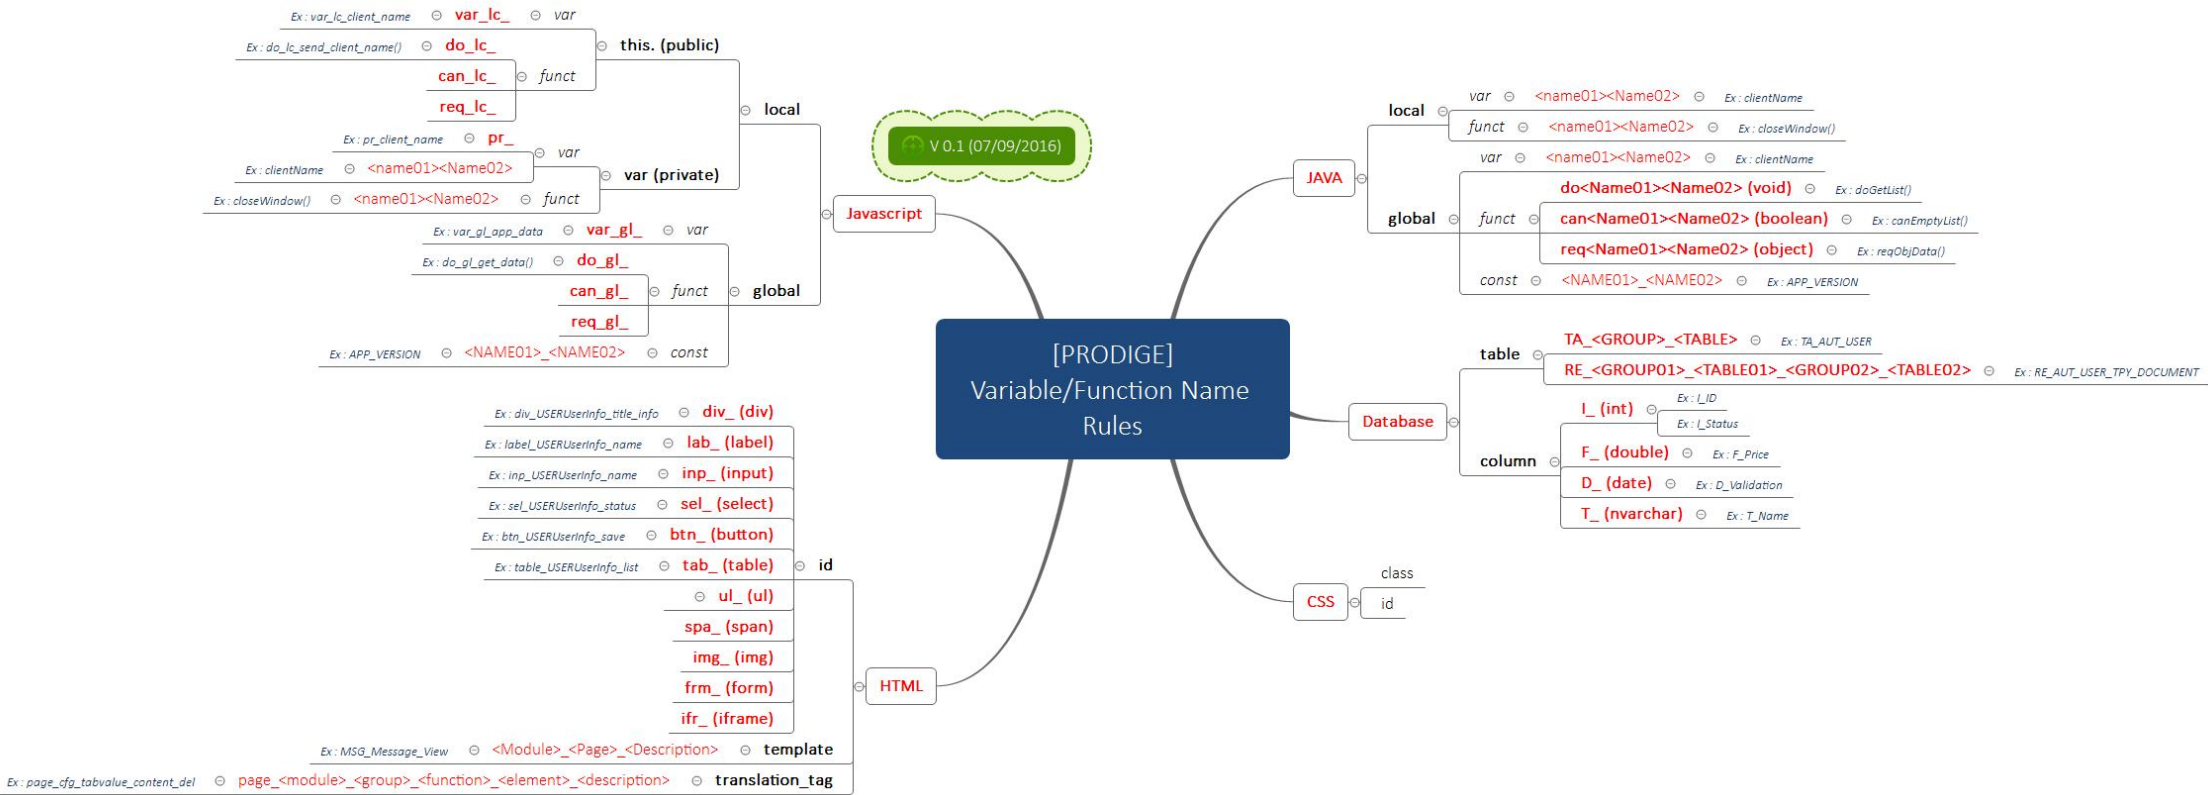 [PRODIGE]
Variable/Function Name
Rules
V 0.1 (07/09/2016)
Javascript
local
this. (public)
var
var_lc_
Ex : var_lc_client_name
funct
do_lc_
Ex : do_lc_send_client_name()
can_lc_
req_lc_
var (private)
var
pr_
Ex : pr_client_name
<name01><Name02>
Ex : clientName
funct
<name01><Name02>
Ex : closeWindow()
global
var
var_gl_
Ex : var_gl_app_data
funct
do_gl_
Ex : do_gl_get_data()
can_gl_
req_gl_
const
<NAME01>_<NAME02>
Ex : APP_VERSION
HTML
id
div_ (div)
Ex : div_USERUserInfo_title_info
lab_ (label)
Ex : label_USERUserInfo_name
inp_ (input)
Ex : inp_USERUserInfo_name
sel_ (select)
Ex : sel_USERUserInfo_status
btn_ (button)
Ex : btn_USERUserInfo_save
tab_ (table)
Ex : table_USERUserInfo_list
ul_ (ul)
spa_ (span)
img_ (img)
frm_ (form)
ifr_ (iframe)
template
<Module>_<Page>_<Description>
Ex : MSG_Message_View
translation_tag
page_<module>_<group>_<function>_<element>_<description>
Ex : page_cfg_tabvalue_content_del
JAVA
local
var
<name01><Name02>
Ex : clientName
funct
<name01><Name02>
Ex : closeWindow()
global
var
<name01><Name02>
Ex : clientName
funct
do<Name01><Name02> (void)
Ex : doGetList()
can<Name01><Name02> (boolean)
Ex : canEmptyList()
req<Name01><Name02> (object)
Ex : reqObjData()
const
<NAME01>_<NAME02>
Ex : APP_VERSION
Database
table
TA_<GROUP>_<TABLE>
Ex : TA_AUT_USER
RE_<GROUP01>_<TABLE01>_<GROUP02>_<TABLE02>
Ex : RE_AUT_USER_TPY_DOCUMENT
column
I_ (int)
Ex : I_ID
Ex : I_Status
F_ (double)
Ex : F_Price
D_ (date)
Ex : D_Validation
T_ (nvarchar)
Ex : T_Name
CSS
class
id